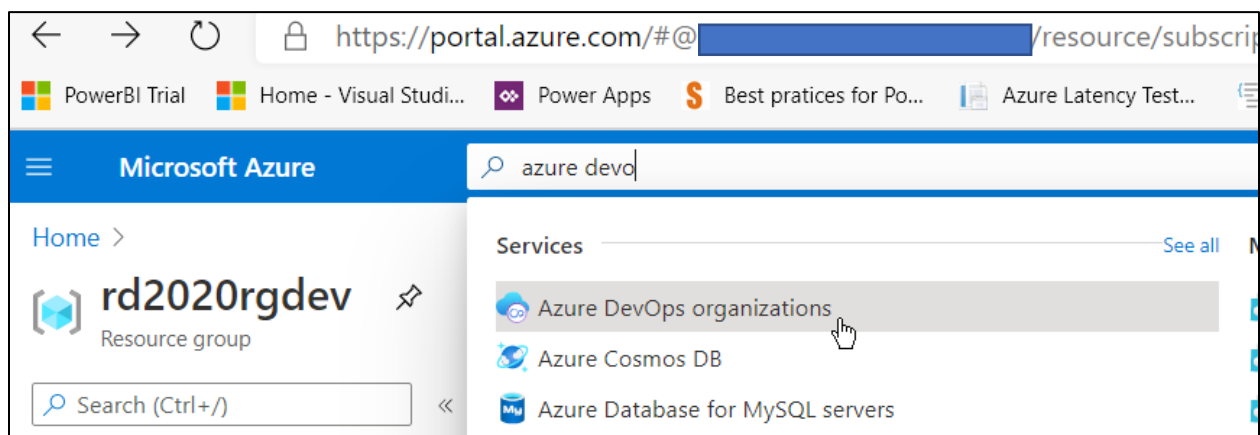 https://portal.azure.com/#@ /resource/subscrip
PowerBI Trial Home - Visual Studi... Power Apps Best pratices for Po... Azure Latency Test...
Microsoft Azure azure devo
Home >
Services See all
rd2020rgdev
Resource group
Azure DevOps organizations
Azure Cosmos DB
Search (Ctrl+/) «
Azure Database for MySQL servers